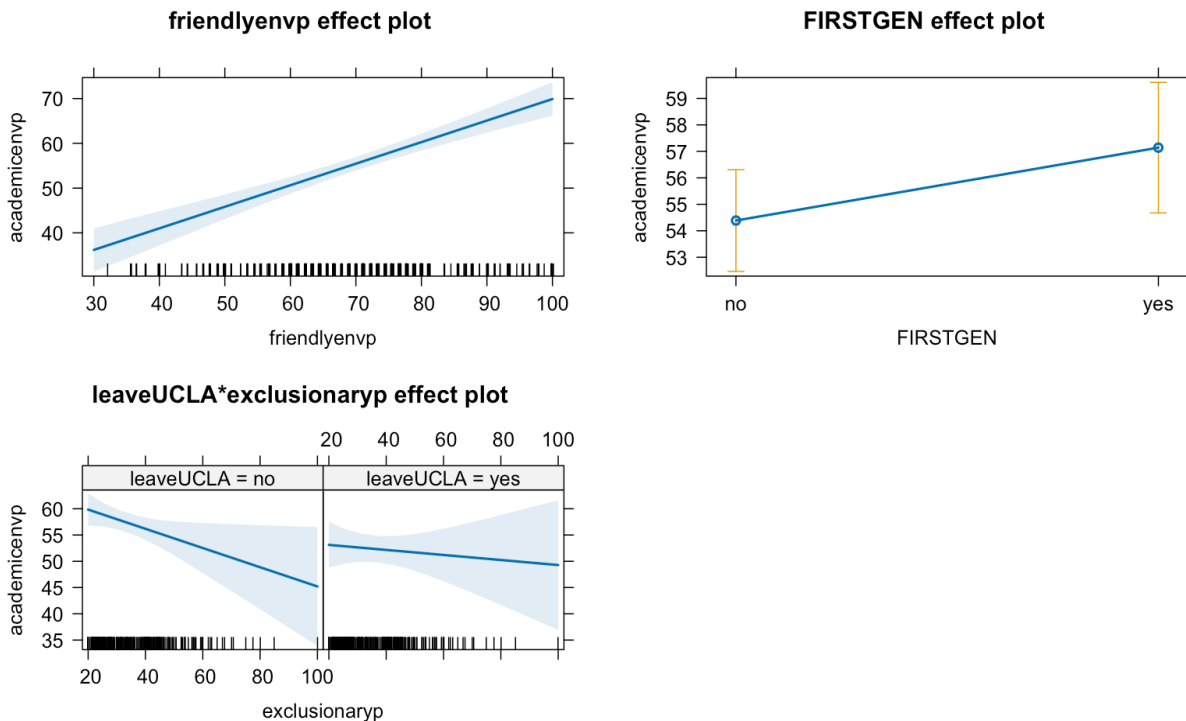 friendlyenvp effect plot
academicenvp
70
60
50
40
30 40 50 60 70 80 90 100
friendlyenvp
FIRSTGEN effect plot
academicenvp
59
58
57
56
55
54
53
no yes
FIRSTGEN
leaveUCLA*exclusionaryp effect plot
20 40 60 80 100
leaveUCLA = no leaveUCLA = yes
academicenvp
60
55
50
45
40
35
20 40 60 80 100
exclusionaryp